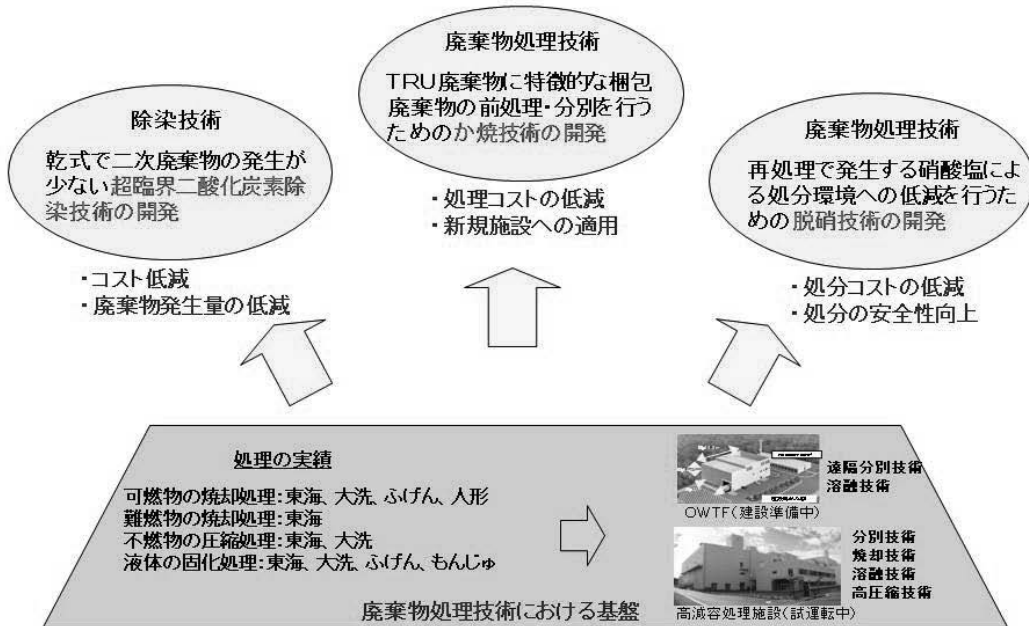 廃棄物処理技術
TRU廃棄物に特徴的な梱包
廃棄物の前処理・分別を行う
ためのか焼技術の開発
・処理コストの低減
・新規施設への適用
除染技術
乾式で二次廃棄物の発生が
少ない超臨界二酸化炭素除
染技術の開発
・コスト低減
・廃棄物発生量の低減
廃棄物処理技術
再処理で発生する硝酸塩によ
る処分環境への低減を行うた
めの脱硝技術の開発
・処分コストの低減
・処分の安全性向上
処理の実績
可燃物の焼却処理:東海、大洗、ふげん、人形
難燃物の焼却処理:東海
不燃物の圧縮処理:東海、大洗
液体の固化処理:東海、大洗、ふげん、もんじゅ
遠隔分別技術
溶融技術
OWTF(建設準備中)
分別技術
焼却技術
溶融技術
高圧縮技術
高減容処理施設(試運転中)
廃棄物処理技術における基盤